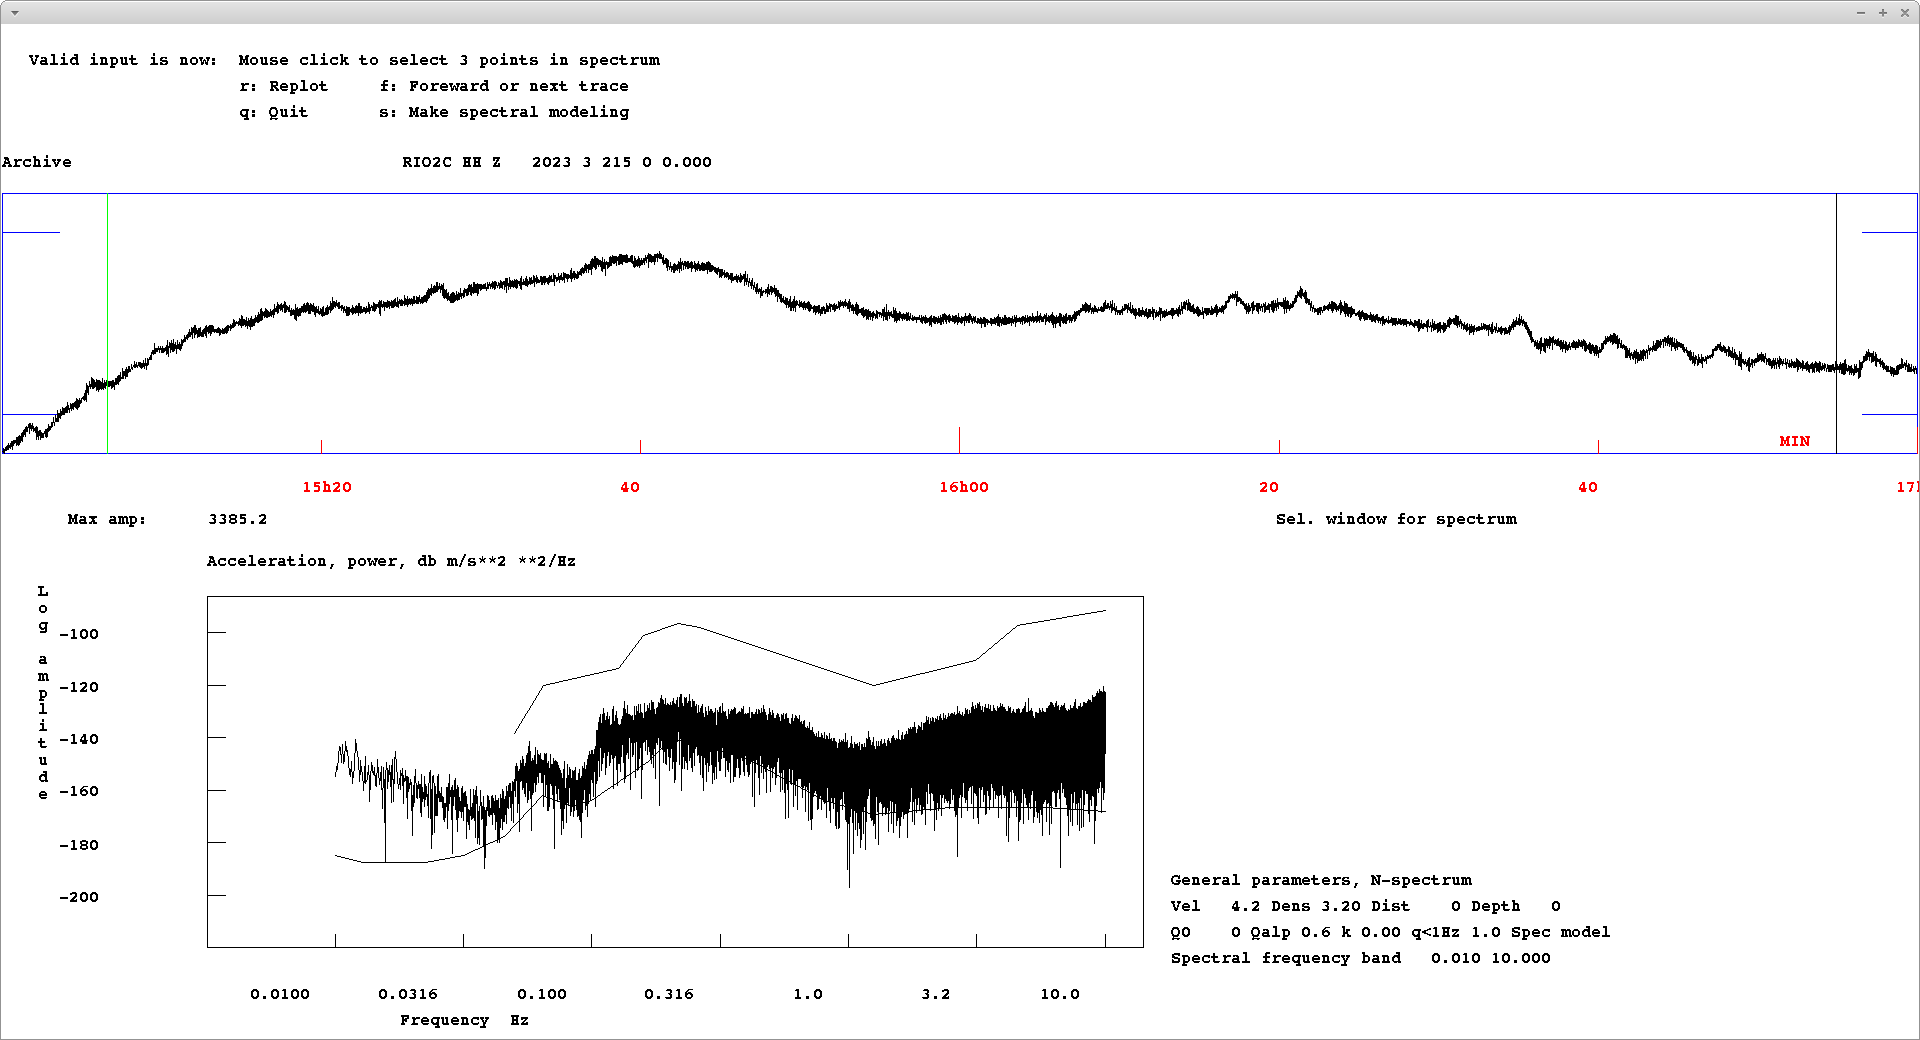 Valid input is now: Mouse click to select 3 points in spectrum
r: Replot f: Foreward or next trace
q: Quit s: Make spectral modeling
Archive RIO2C HH Z 2023 3 215 0 0.000
MIN
15h20 40 16h00 20 40 17h
Max amp: 3385.2 Sel. window for spectrum
Acceleration, power, db m/s**2 **2/Hz
Log amplitude
-100
-120
-140
-160
-180
-200
General parameters, N-spectrum
Vel 4.2 Dens 3.20 Dist 0 Depth 0
Q0 0 Qalp 0.6 k 0.00 q<1Hz 1.0 Spec model
Spectral frequency band 0.010 10.000
0.0100 0.0316 0.100 0.316 1.0 3.2 10.0
Frequency Hz